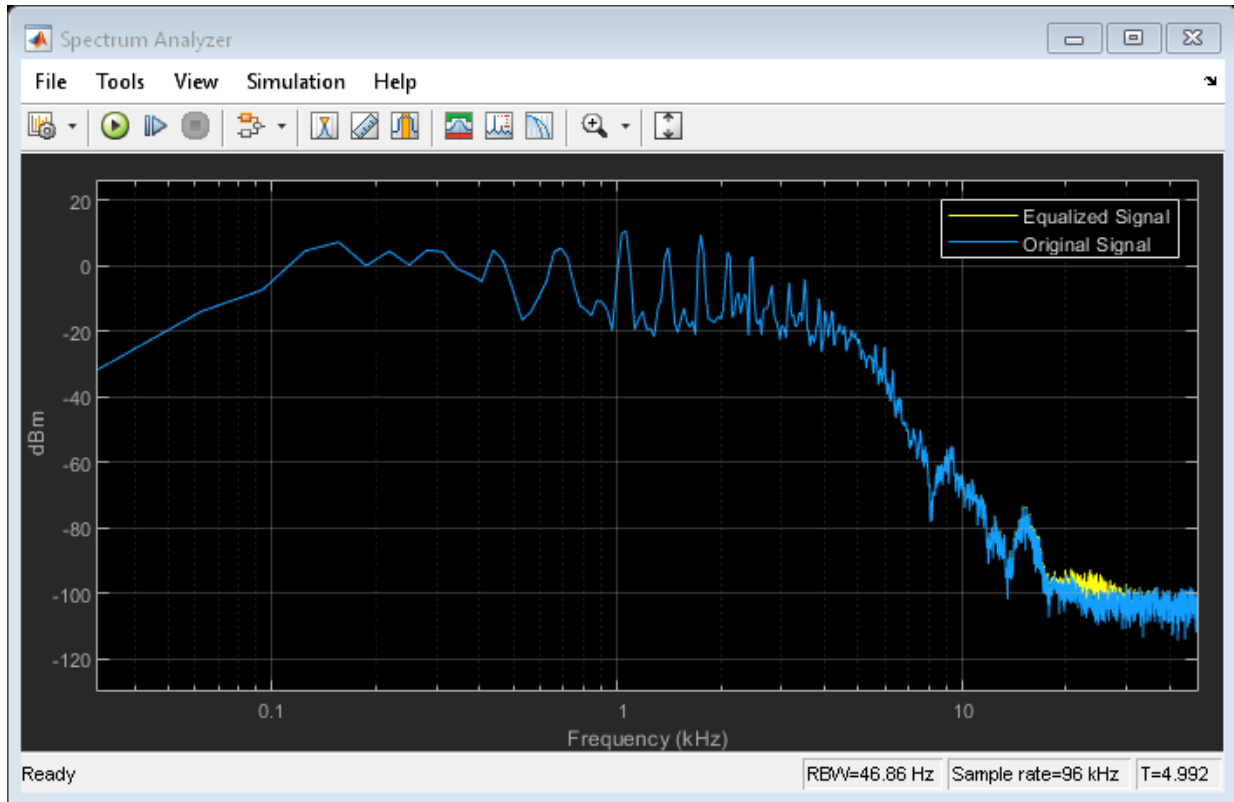 Spectrum Analyzer
File Tools View Simulation Help
20
0
-20
-40
-60
-80
-100
-120
dBm
Equalized Signal
Original Signal
0.1 1 10
Frequency (kHz)
Ready RBW=46.86 Hz Sample rate=96 kHz T=4.992